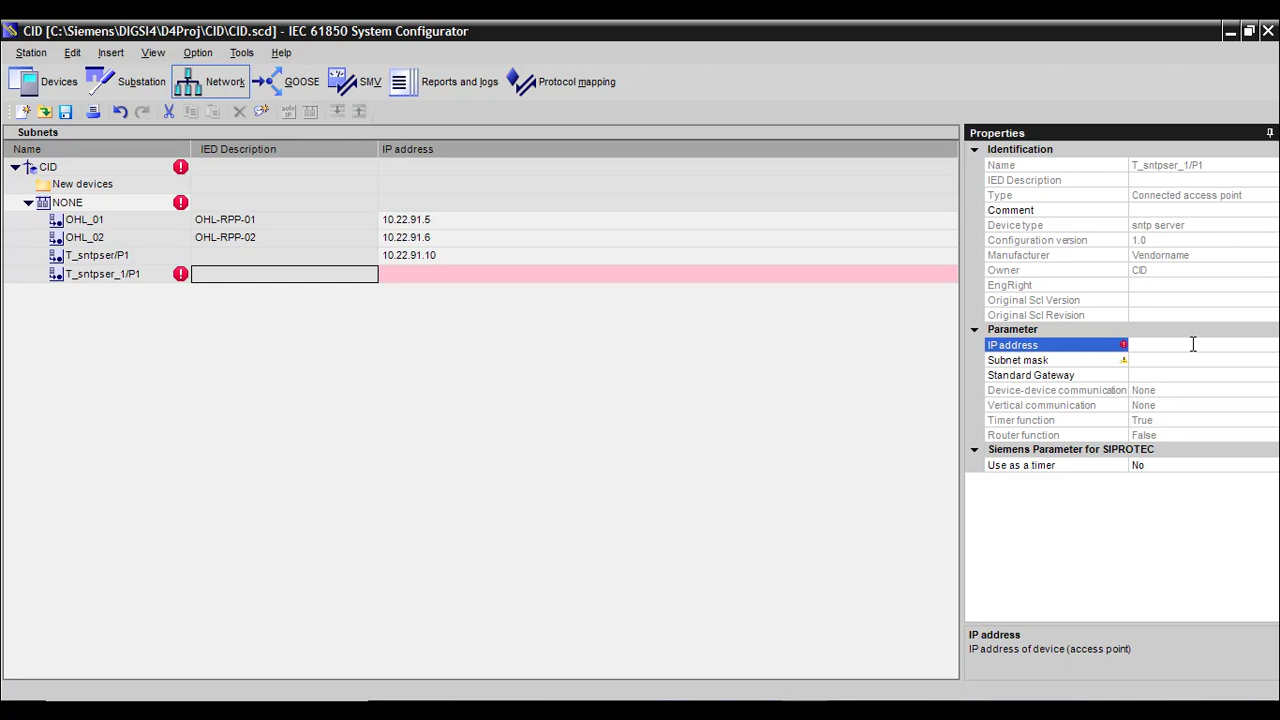 CID [C:\Siemens\DIGSI4\D4Proj\CID\CID.scd] - IEC 61850 System Configurator
Station Edit Insert View Option Tools Help
Devices Substation Network GOOSE SMV Reports and logs Protocol mapping
Subnets
Name IED Description IP address
CID
New devices
NONE
OHL_01 OHL-RPP-01 10.22.91.5
OHL_02 OHL-RPP-02 10.22.91.6
T_sntpser/P1 10.22.91.10
T_sntpser_1/P1
Properties
Identification
Name T_sntpser_1/P1
IED Description
Type Connected access point
Comment
Device type sntp server
Configuration version 1.0
Manufacturer Vendorname
Owner CID
EngRight
Original Scl Version
Original Scl Revision
Parameter
IP address
Subnet mask
Standard Gateway
Device-device communication None
Vertical communication None
Timer function True
Router function False
Siemens Parameter for SIPROTEC
Use as a timer No
IP address
IP address of device (access point)